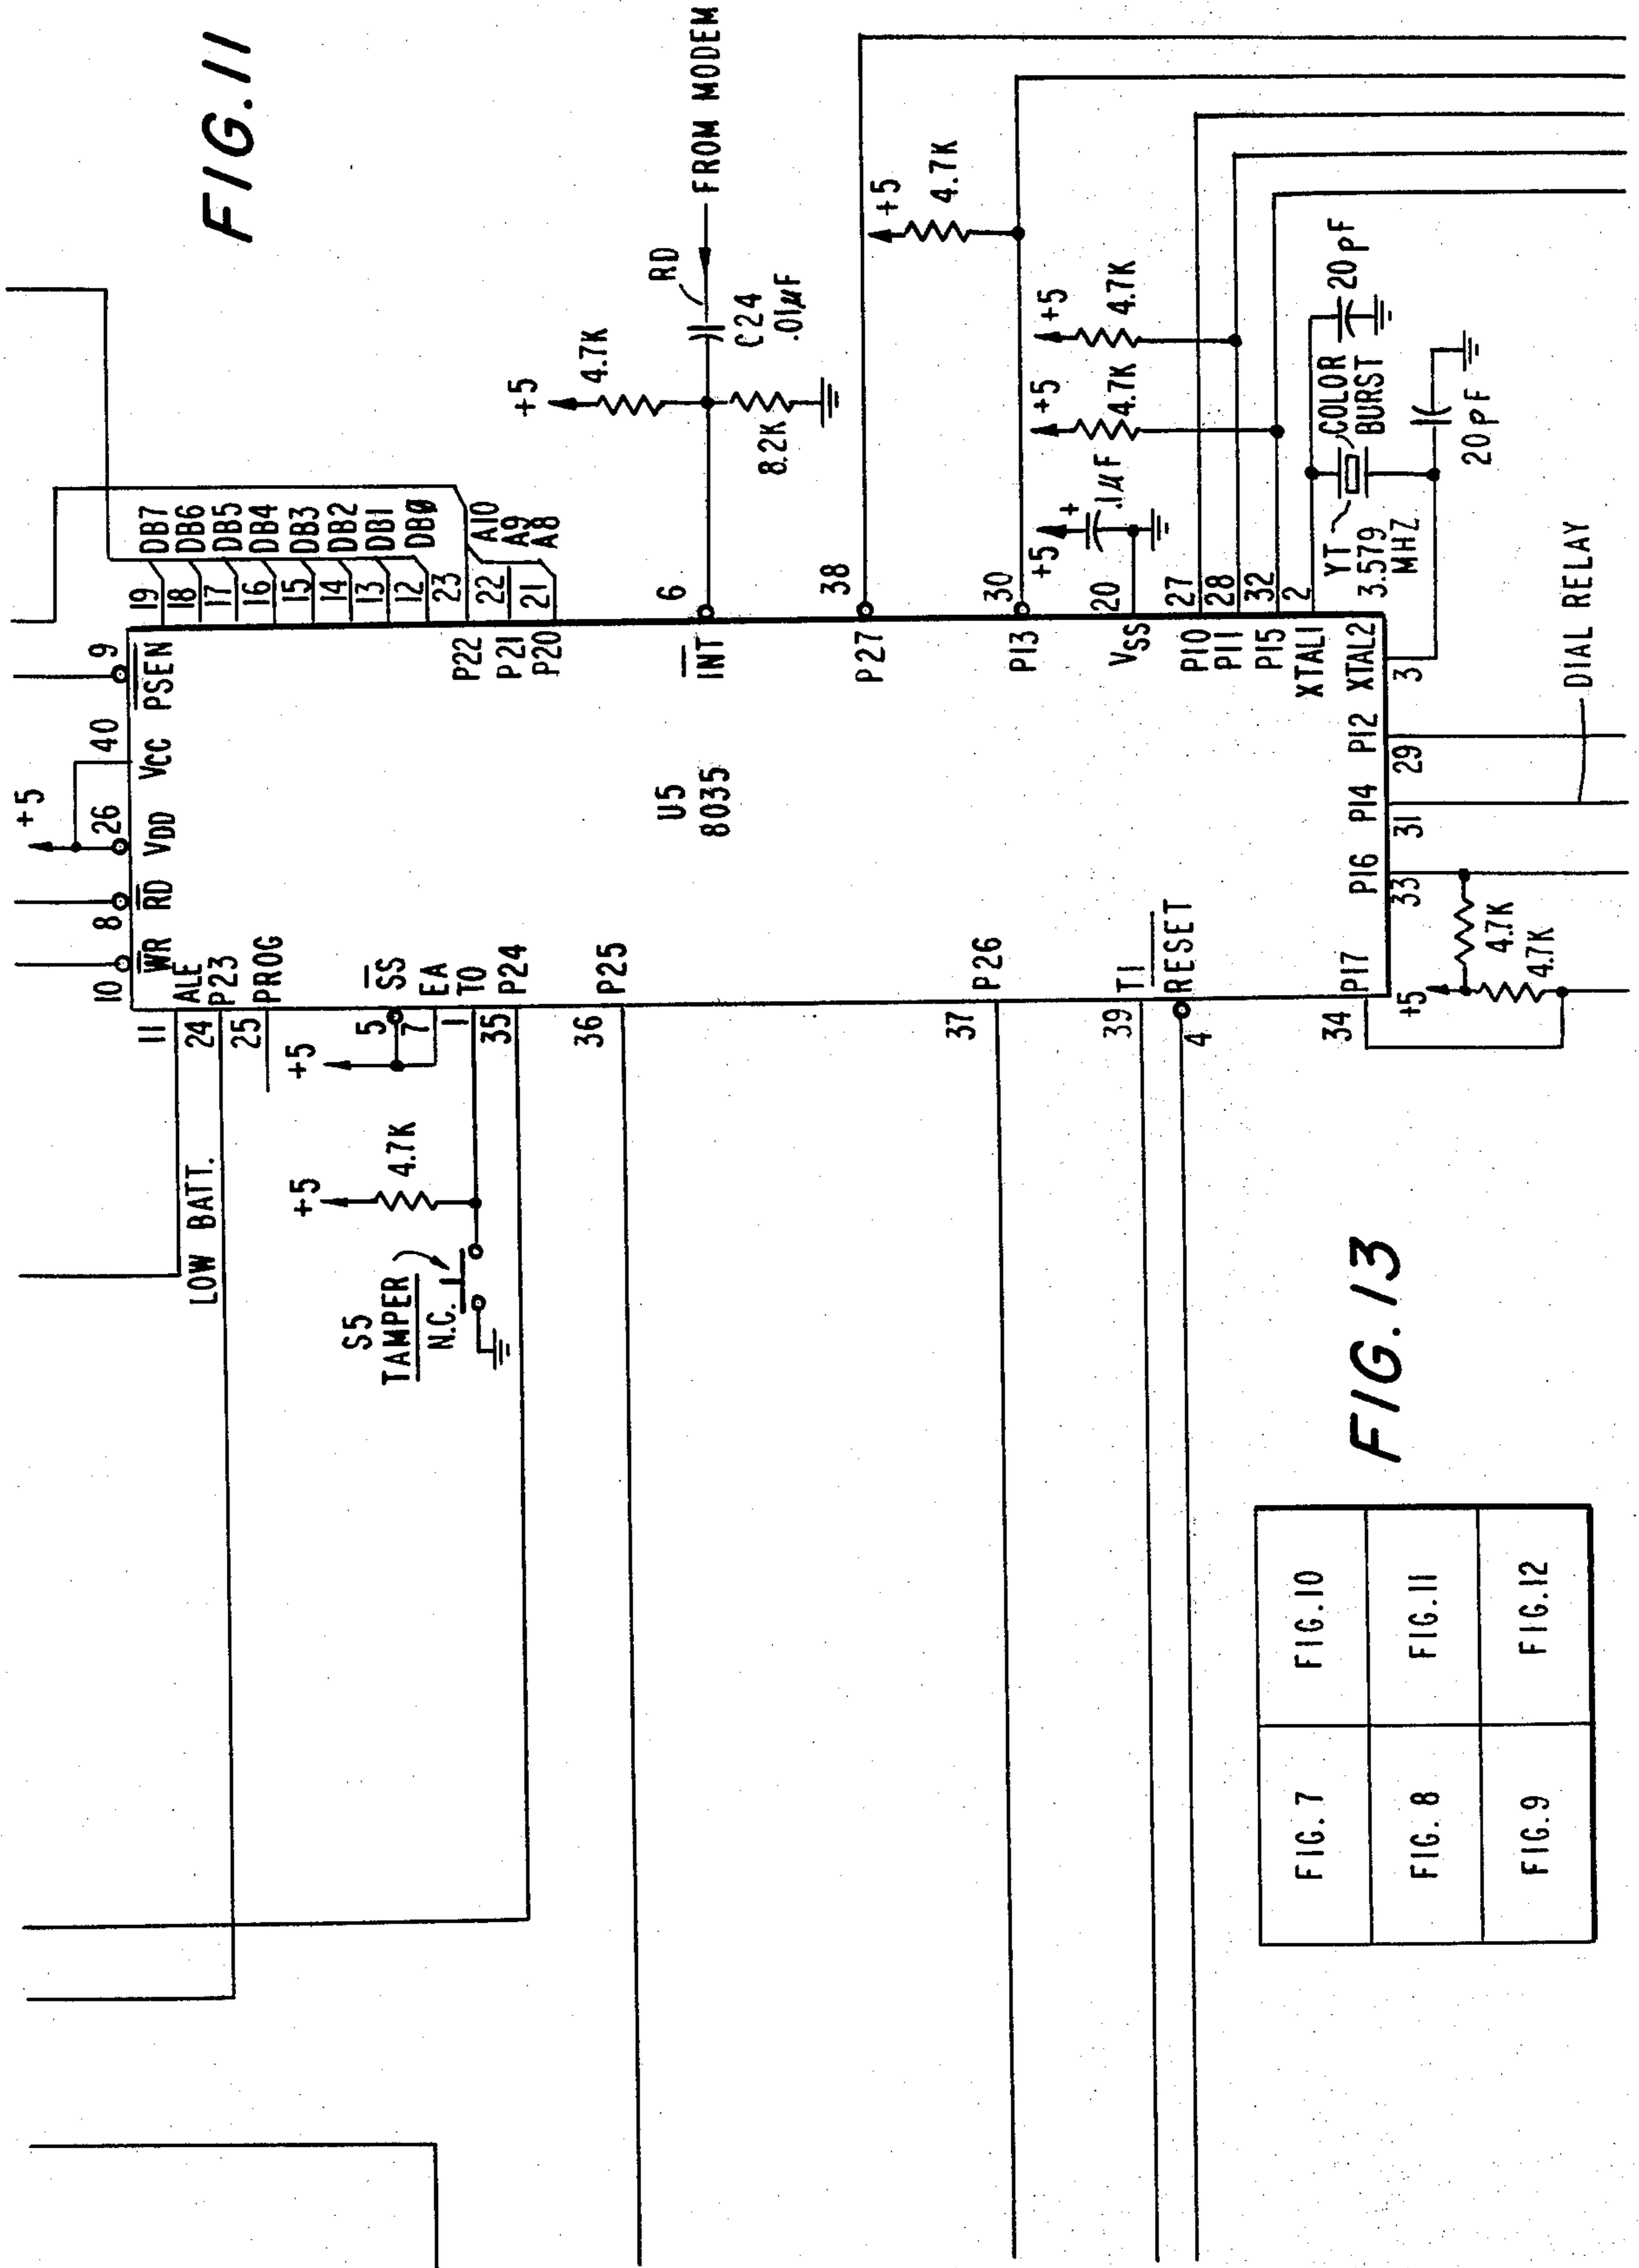 FIG.11
10
WR
8
RD
+5
26
VDD
40
VCC
9
PSEN
11
ALE
24
P23
LOW BATT.
25
PROG
+5
5
SS
7
EA
1
TO
35
P24
+5
4.7K
S5
TAMPER
N.C.
36
P25
37
P26
39
T1
4
RESET
34
P17
U5
8035
19
DB7
18
DB6
17
DB5
16
DB4
15
DB3
14
DB2
13
DB1
12
DBØ
P22
23
A10
P21
22
A9
P20
21
A8
INT
6
+5
4.7K
8.2K
C24
.01µF
RD
FROM MODEM
P27
38
P13
30
+5
4.7K
VSS
20
+5
+
.1µF
P10
27
P11
28
P15
32
+5
4.7K
+5
4.7K
XTAL1
2
XTAL2
3
YT
3.579
MHZ
COLOR
BURST
20pF
20pF
P16
33
P14
31
P12
29
+5
4.7K
4.7K
DIAL RELAY
FIG.13
FIG. 7
FIG.10
FIG. 8
FIG.11
FIG.9
FIG.12